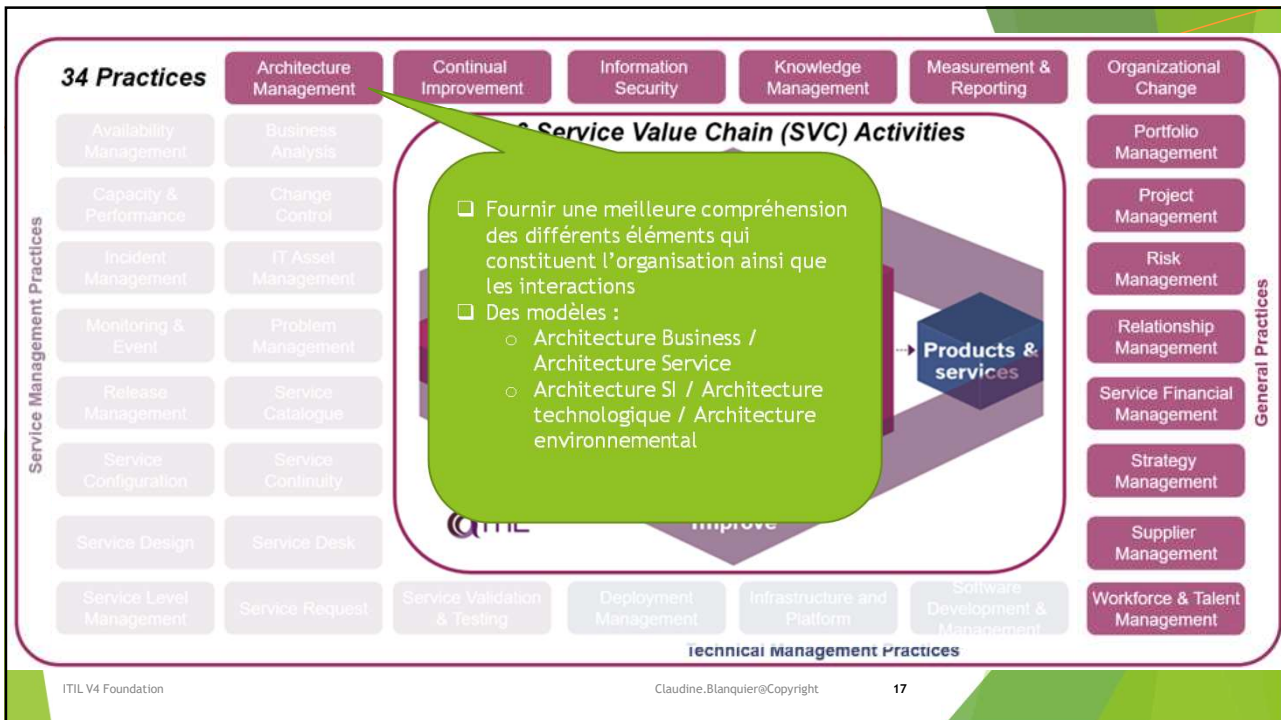 34 Practices
Architecture
Management
Continual
Improvement
Information
Security
Knowledge
Management
Measurement &
Reporting
Organizational
Change
Availability
Management
Business
Analysis
& Service Value Chain (SVC) Activities
Portfolio
Management
Capacity &
Performance
Change
Control
Project
Management
Incident
Management
IT Asset
Management
Risk
Management
Monitoring &
Event
Problem
Management
Relationship
Management
Release
Management
Service
Catalogue
Service Financial
Management
Service
Configuration
Service
Continuity
Strategy
Management
Service Design
Service Desk
Supplier
Management
Service Level
Management
Service Request
Service Validation
& Testing
Deployment
Management
Infrastructure and
Platform
Software
Development &
Management
Workforce & Talent
Management
Service Management Practices
General Practices
Technical Management Practices
❑ Fournir une meilleure compréhension
des différents éléments qui
constituent l’organisation ainsi que
les interactions
❑ Des modèles :
o Architecture Business /
Architecture Service
o Architecture SI / Architecture
technologique / Architecture
environnemental
Products &
services
ITIL
Improve
ITIL V4 Foundation
Claudine.Blanquier@Copyright
17